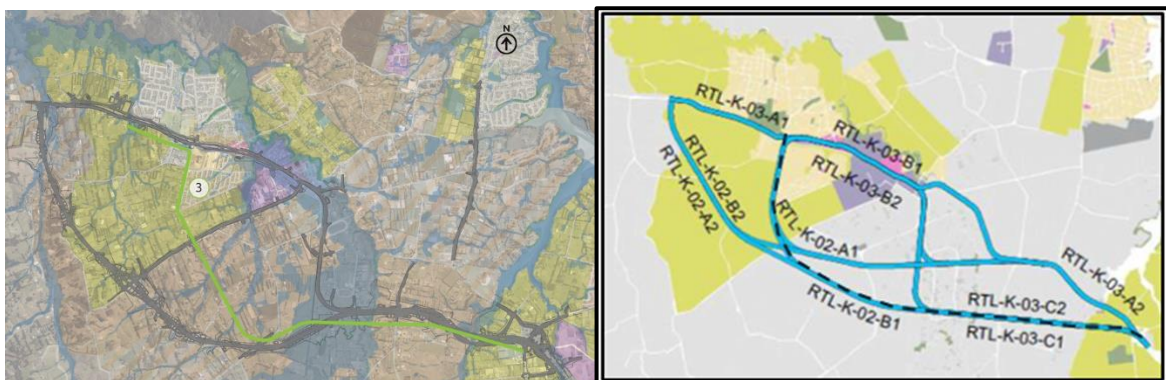 N
3
RTL-K-03-A1
RTL-K-03-B1
RTL-K-03-B2
RTL-K-02-B2
RTL-K-02-A2
RTL-K-02-A1
RTL-K-03-A2
RTL-K-02-B1
RTL-K-03-C2
RTL-K-03-C1